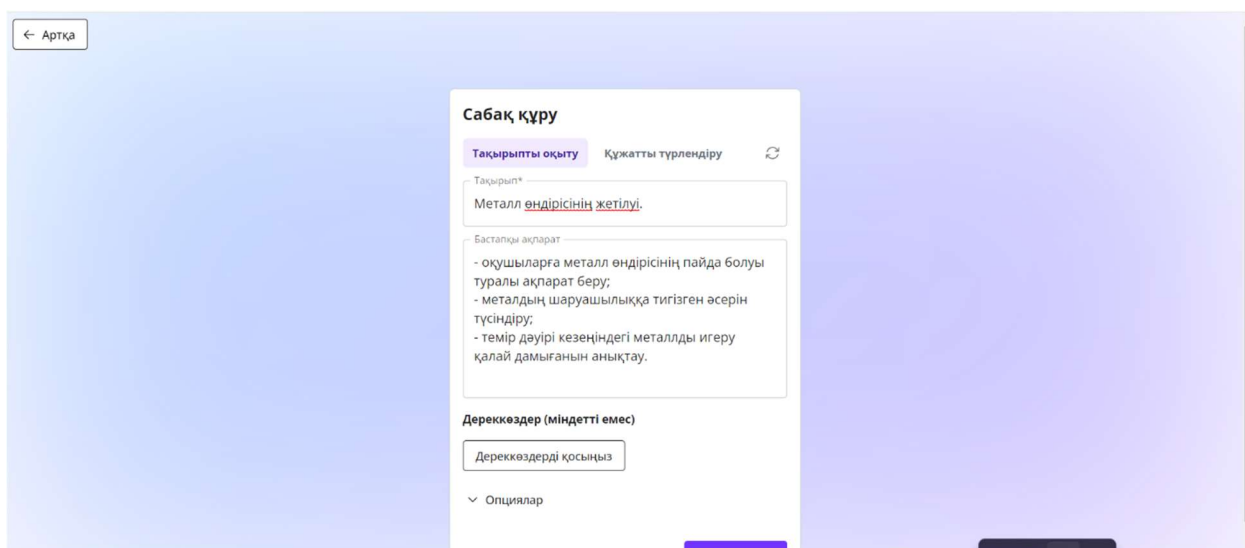 Артқа
Сабақ құру
Тақырыпты оқыту Құжатты түрлендіру
Тақырып*
Металл өндірісінің жетілуі.
Бастапқы ақпарат
- оқушыларға металл өндірісінің пайда болуы
туралы ақпарат беру;
- металдың шаруашылыққа тигізген әсерін
түсіндіру;
- темір дәуірі кезеңіндегі металлды игеру
қалай дамығанын анықтау.
Дереккөздер (міндетті емес)
Дереккөздерді қосыңыз
Опциялар